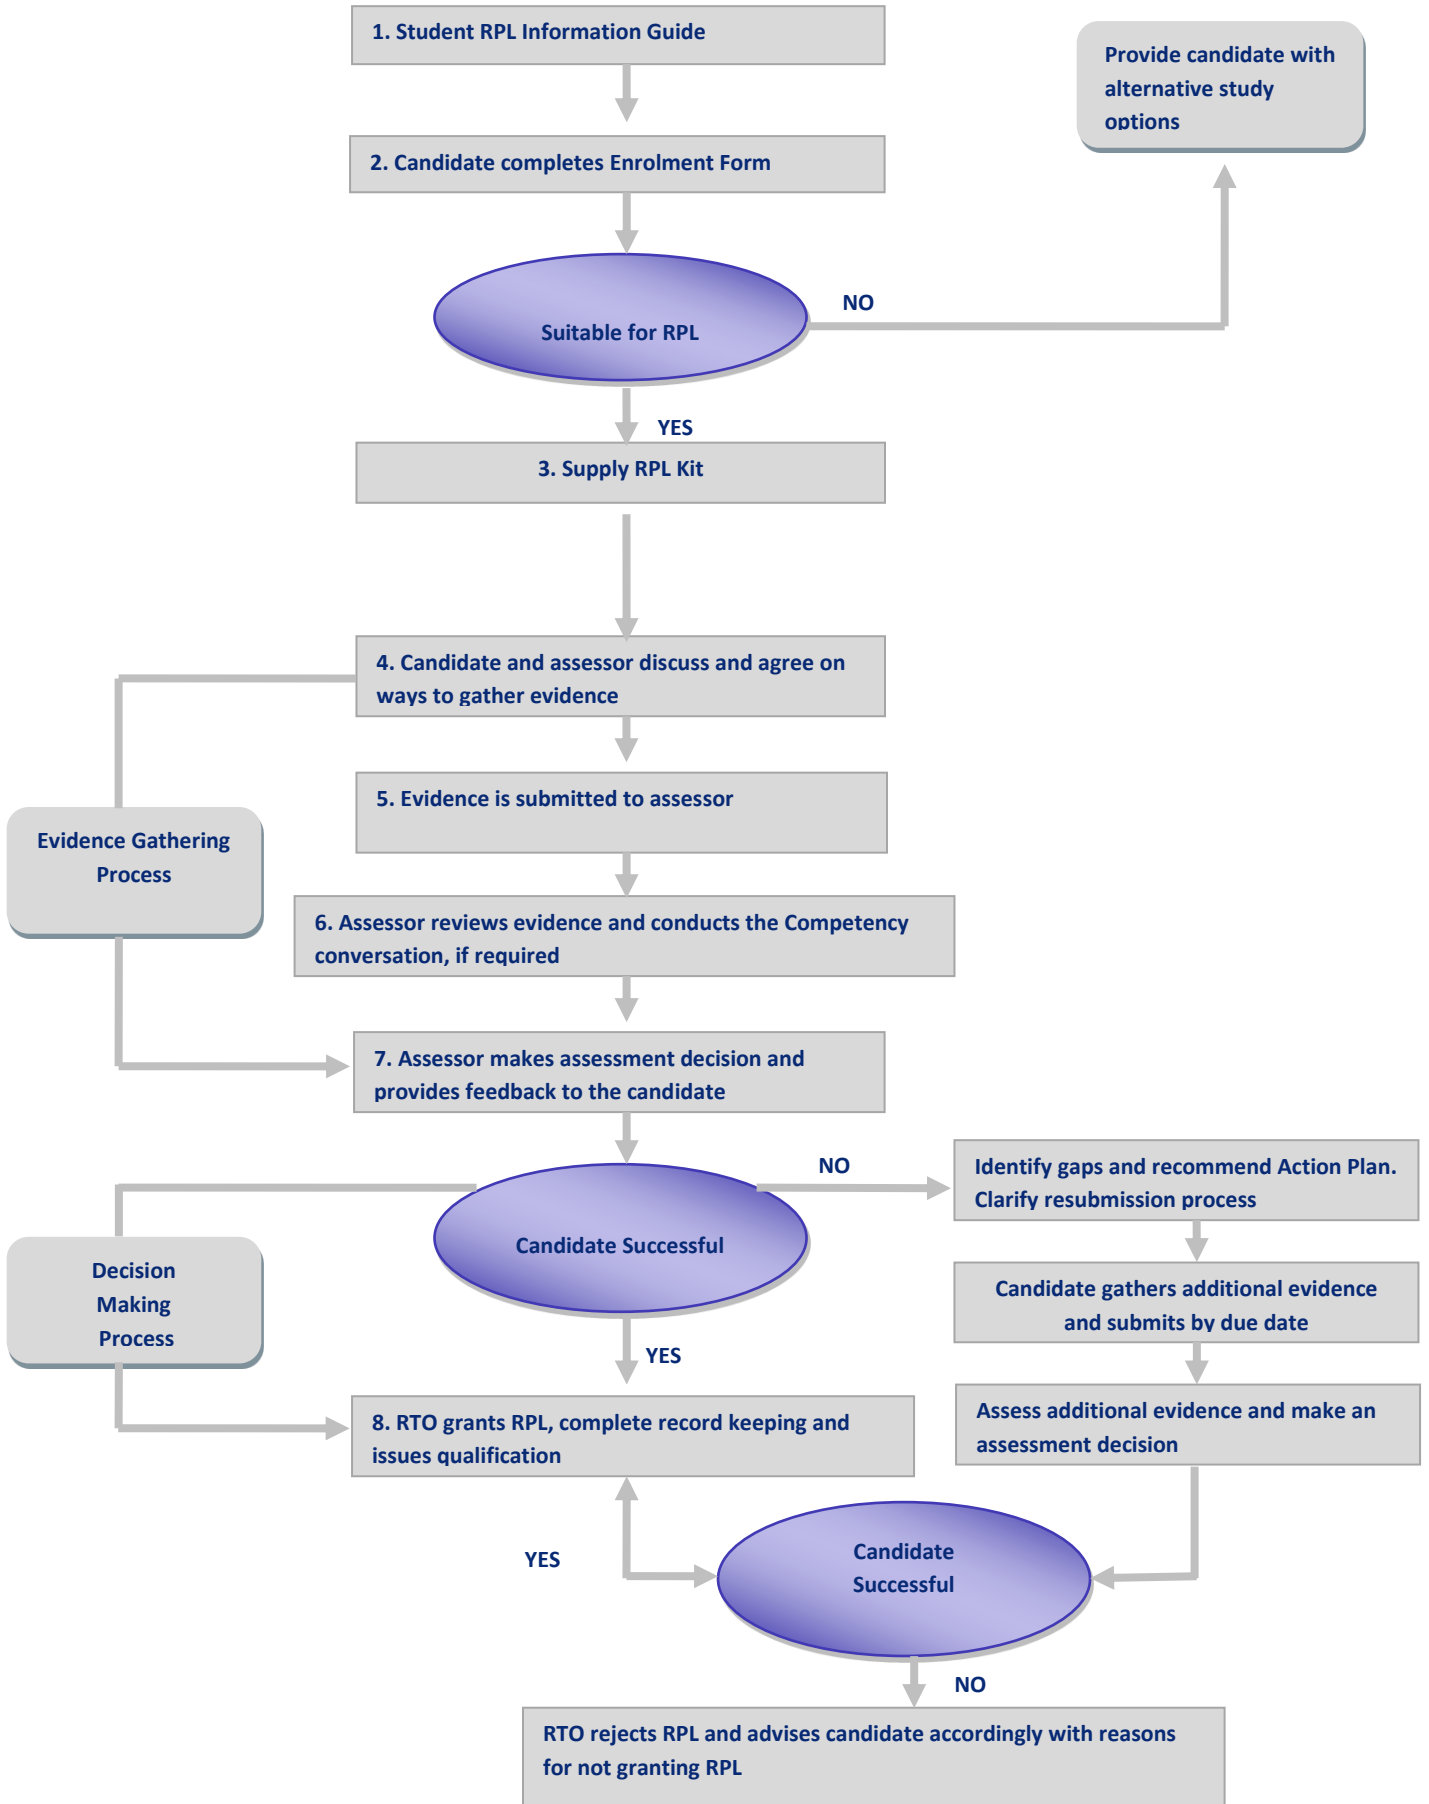 1. Student RPL Information Guide
Provide candidate with
alternative study
options
2. Candidate completes Enrolment Form
NO
Suitable for RPL
YES
3. Supply RPL Kit
4. Candidate and assessor discuss and agree on
ways to gather evidence
5. Evidence is submitted to assessor
Evidence Gathering
Process
6. Assessor reviews evidence and conducts the Competency
conversation, if required
7. Assessor makes assessment decision and
provides feedback to the candidate
NO
Identify gaps and recommend Action Plan.
Clarify resubmission process
Candidate Successful
Decision
Making
Process
Candidate gathers additional evidence
and submits by due date
YES
8. RTO grants RPL, complete record keeping and
issues qualification
Assess additional evidence and make an
assessment decision
YES
Candidate
Successful
NO
RTO rejects RPL and advises candidate accordingly with reasons
for not granting RPL